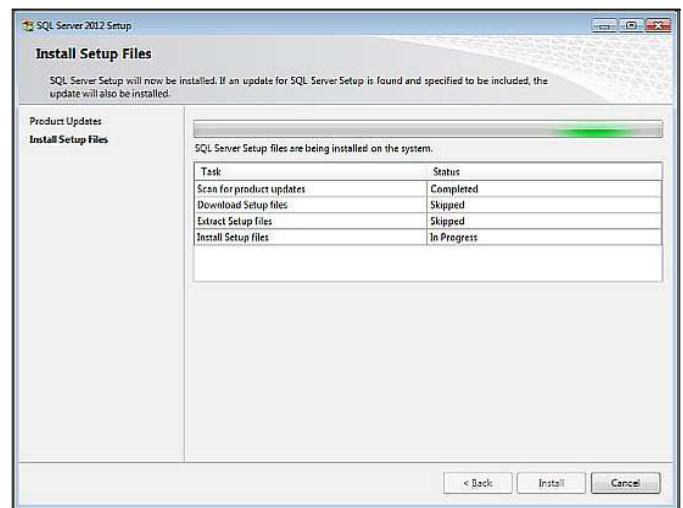 SQL Server 2012 Setup
Install Setup Files
SQL Server Setup will now be installed. If an update for SQL Server Setup is found and specified to be included, the
update will also be installed.
Product Updates
Install Setup Files
SQL Server Setup files are being installed on the system.
Task Status
Scan for product updates Completed
Download Setup files Skipped
Extract Setup files Skipped
Install Setup files In Progress
< Back Install Cancel